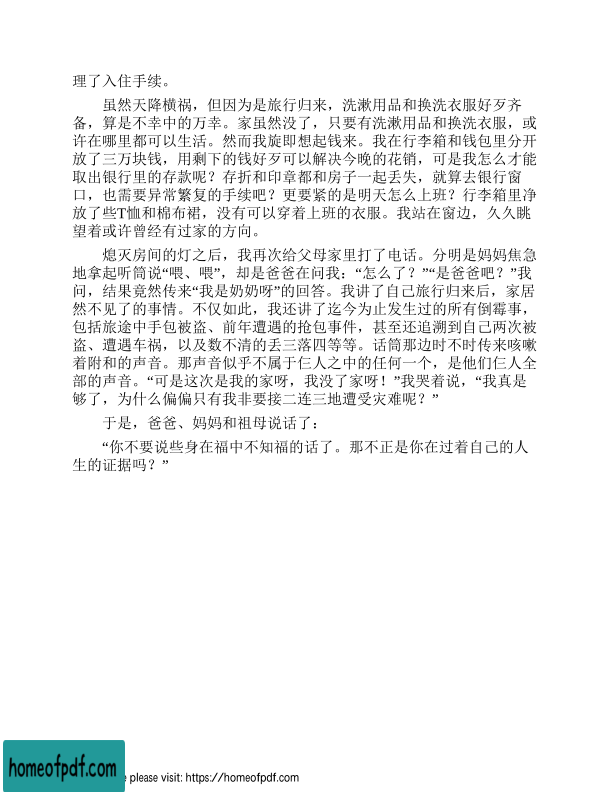 理了入住手续。
虽然天降横祸，但因为是旅行归来，洗漱用品和换洗衣服好歹齐
备，算是不幸中的万幸。家虽然没了，只要有洗漱用品和换洗衣服，或
许在哪里都可以生活。然而我旋即想起钱来。我在行李箱和钱包里分开
放了三万块钱，用剩下的钱好歹可以解决今晚的花销，可是我怎么才能
取出银行里的存款呢？存折和印章都和房子一起丢失，就算去银行窗
口，也需要异常繁复的手续吧？更要紧的是明天怎么上班？行李箱里净
放了些T恤和棉布裙，没有可以穿着上班的衣服。我站在窗边，久久眺
望着或许曾经有过家的方向。
熄灭房间的灯之后，我再次给父母家里打了电话。分明是妈妈焦急
地拿起听筒说“喂、喂”，却是爸爸在问我：“怎么了？”“是爸爸吧？”我
问，结果竟然传来“我是奶奶呀”的回答。我讲了自己旅行归来后，家居
然不见了的事情。不仅如此，我还讲了迄今为止发生过的所有倒霉事，
包括旅途中手包被盗、前年遭遇的抢包事件，甚至还追溯到自己两次被
盗、遭遇车祸，以及数不清的丢三落四等等。话筒那边时不时传来咳嗽
着附和的声音。那声音似乎不属于仨人之中的任何一个，是他们仨人全
部的声音。“可是这次是我的家呀，我没了家呀！”我哭着说，“我真是
够了，为什么偏偏只有我非要接二连三地遭受灾难呢？”
于是，爸爸、妈妈和祖母说话了：
“你不要说些身在福中不知福的话了。那不正是你在过着自己的人
生的证据吗？”
homeofpdf.com
please visit: https://homeofpdf.com